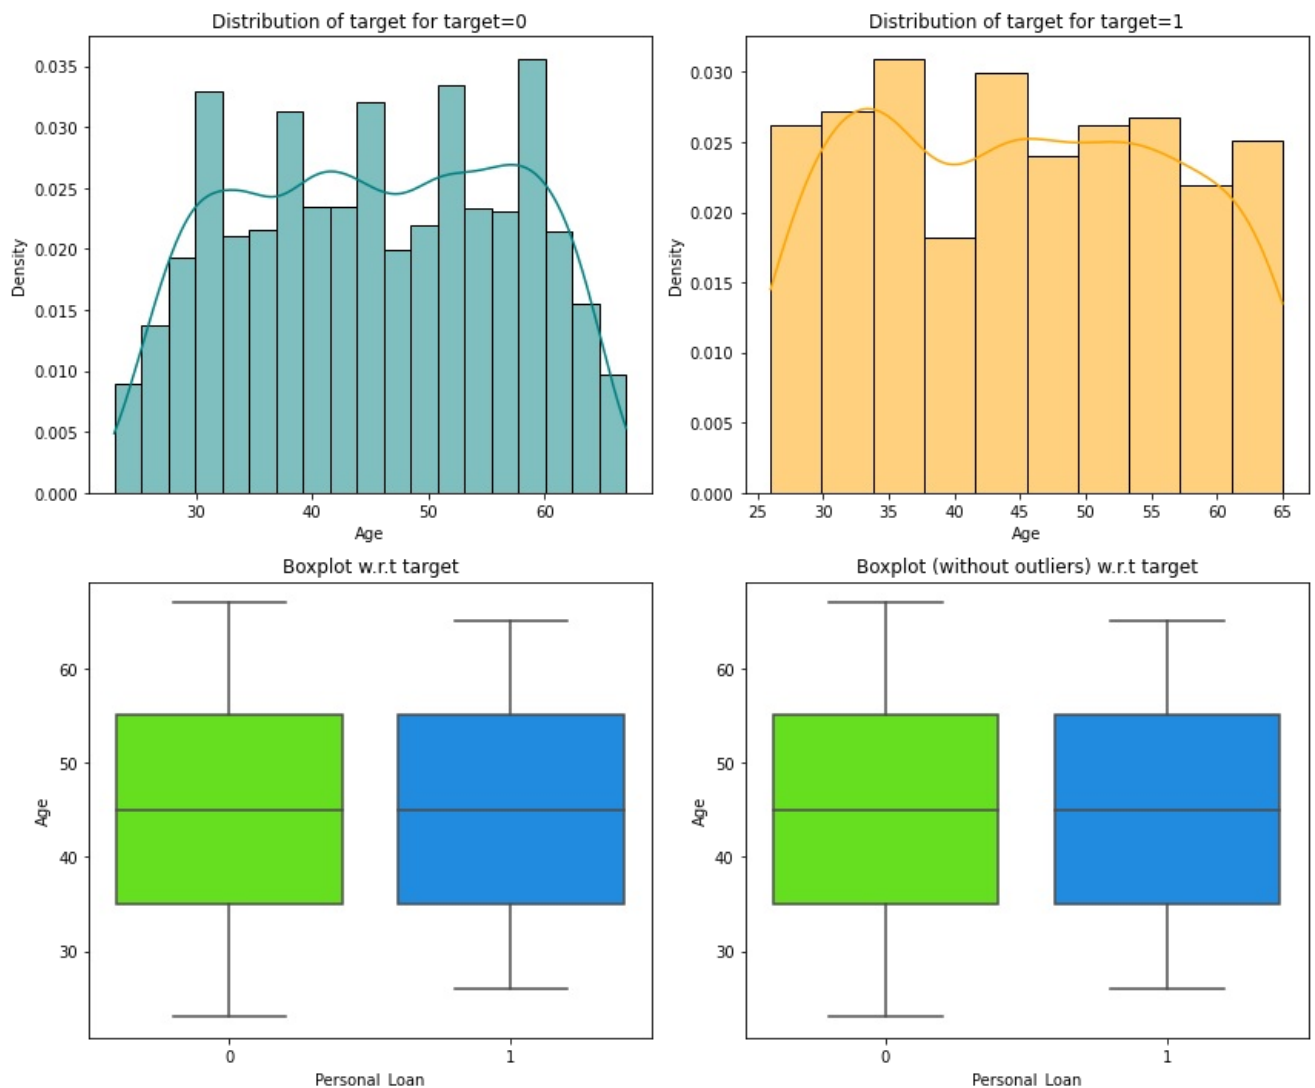 Distribution of target for target=0
0.035
0.030
0.025
0.020
0.015
0.010
0.005
0.000
Density
30 40 50 60
Age
Distribution of target for target=1
0.030
0.025
0.020
0.015
0.010
0.005
0.000
Density
25 30 35 40 45 50 55 60 65
Age
Boxplot w.r.t target
60
50
40
30
Age
0 1
Personal_Loan
Boxplot (without outliers) w.r.t target
60
50
40
30
Age
0 1
Personal_Loan